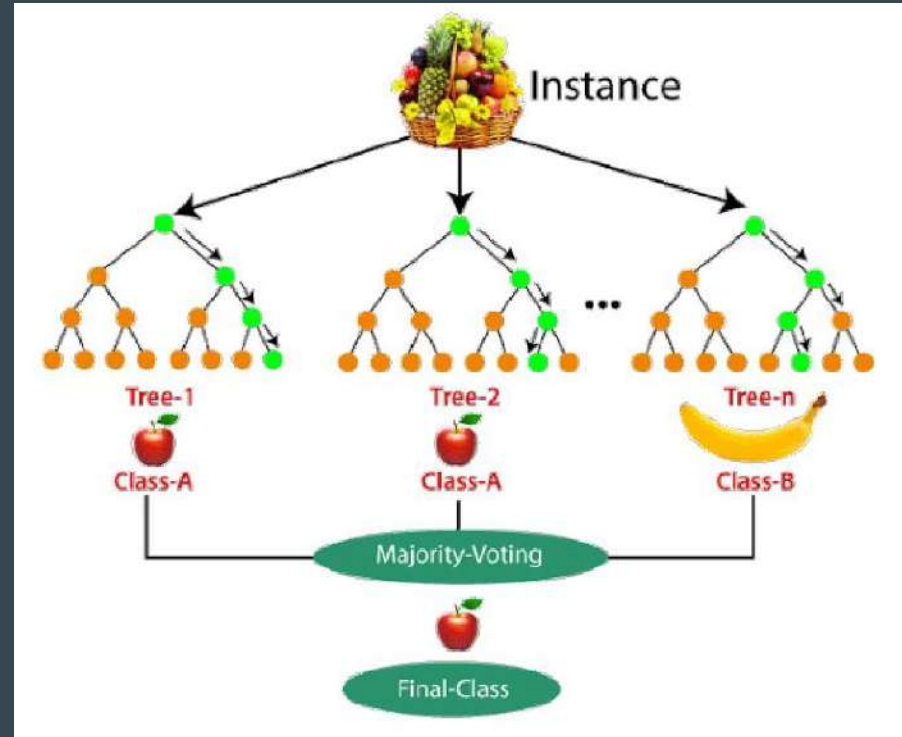 Instance
...
Tree-1
Tree-2
Tree-n
Class-A
Class-A
Class-B
Majority-Voting
Final-Class